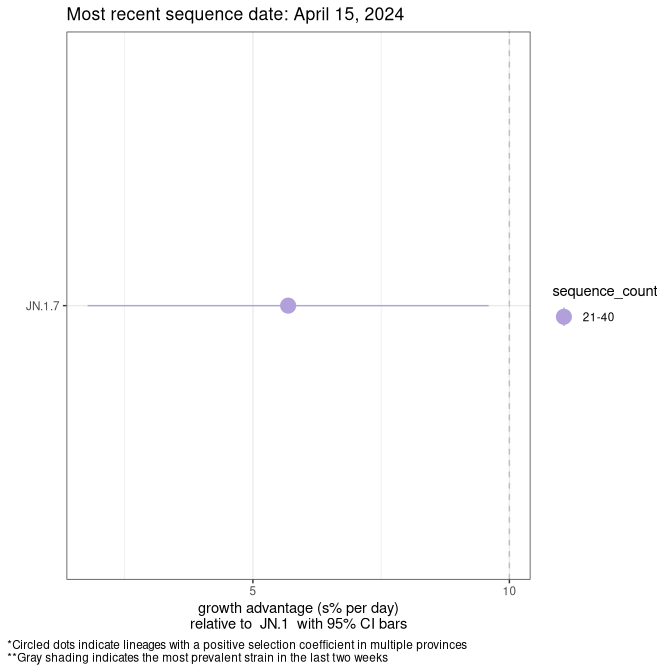 Most recent sequence date: April 15, 2024
JN.1.7
sequence_count
21-40
5
10
growth advantage (s% per day)
relative to  JN.1  with 95% CI bars
*Circled dots indicate lineages with a positive selection coefficient in multiple provinces
**Gray shading indicates the most prevalent strain in the last two weeks